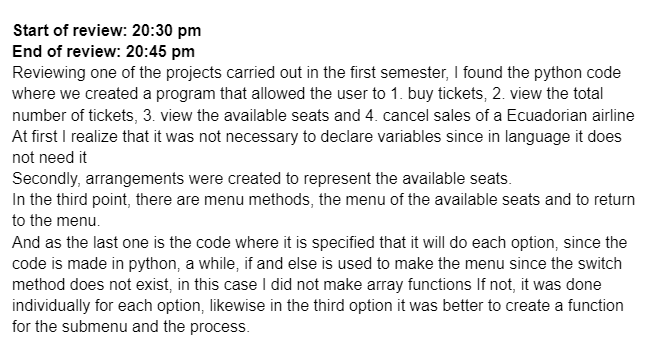 Start of review: 20:30 pm
End of review: 20:45 pm
Reviewing one of the projects carried out in the first semester, I found the python code
where we created a program that allowed the user to 1. buy tickets, 2. view the total
number of tickets, 3. view the available seats and 4. cancel sales of a Ecuadorian airline
At first I realize that it was not necessary to declare variables since in language it does
not need it
Secondly, arrangements were created to represent the available seats.
In the third point, there are menu methods, the menu of the available seats and to return
to the menu.
And as the last one is the code where it is specified that it will do each option, since the
code is made in python, a while, if and else is used to make the menu since the switch
method does not exist, in this case I did not make array functions If not, it was done
individually for each option, likewise in the third option it was better to create a function
for the submenu and the process.